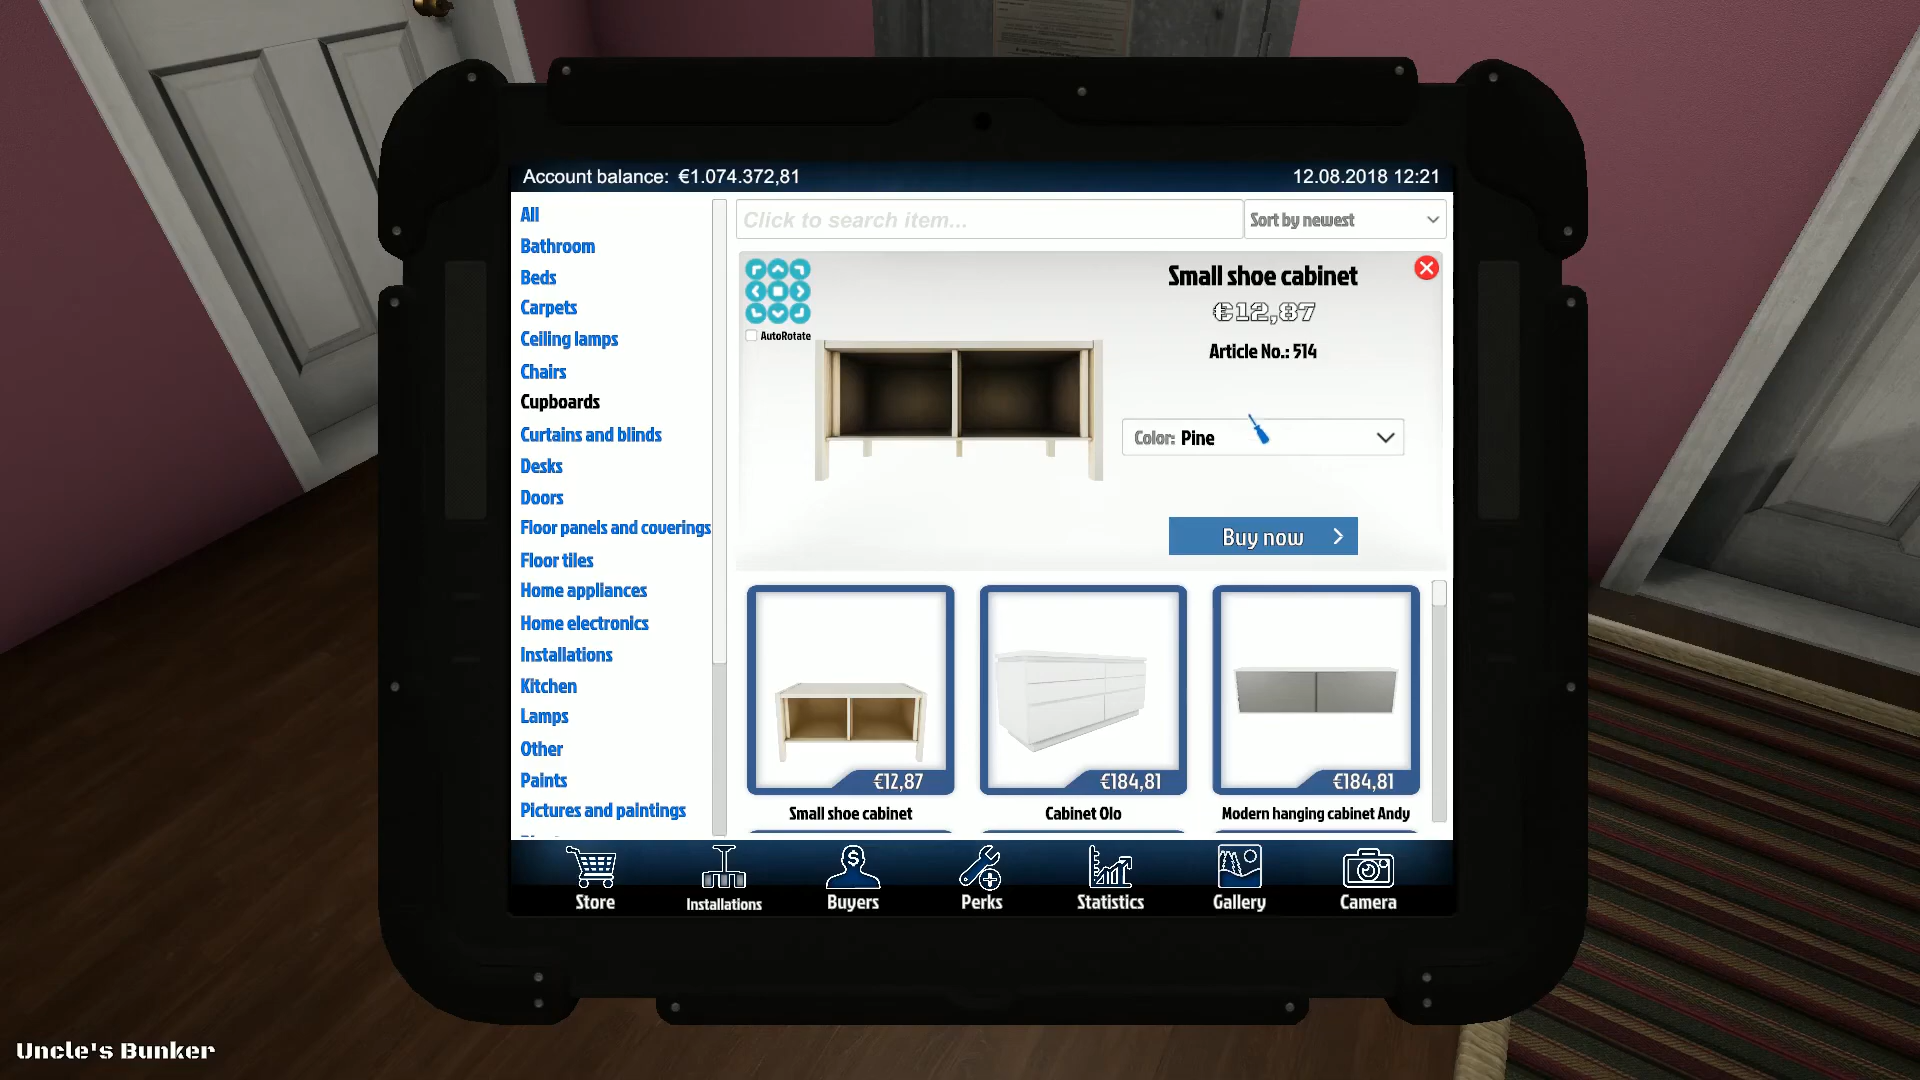 Account balance: €1.074.372,81
12.08.2018 12:21
All
Bathroom
Beds
Carpets
Ceiling lamps
Chairs
Cupboards
Curtains and blinds
Desks
Doors
Floor panels and coverings
Floor tiles
Home appliances
Home electronics
Installations
Kitchen
Lamps
Other
Paints
Pictures and paintings
Click to search item...
Sort by newest
AutoRotate
Small shoe cabinet
€12,87
Article No.: 514
Color: Pine
Buy now
€12,87
Small shoe cabinet
€184,81
Cabinet Olo
€184,81
Modern hanging cabinet Andy
Store
Installations
Buyers
Perks
Statistics
Gallery
Camera
Uncle's Bunker